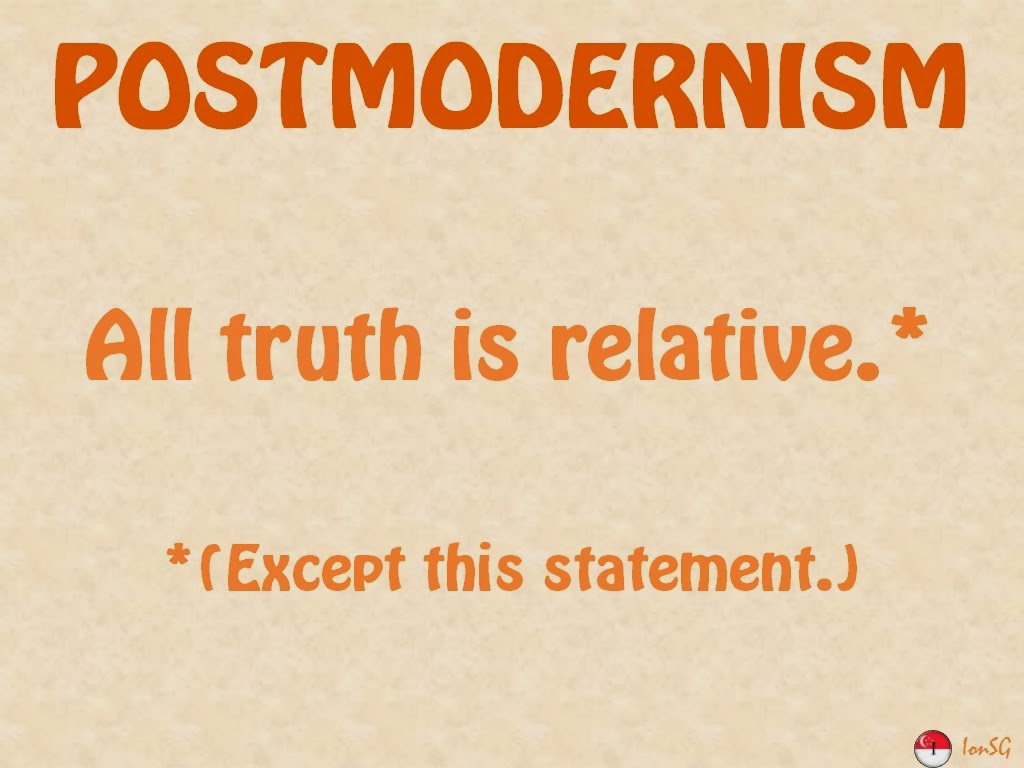 POSTMODERNISM
All truth is relative.*
*(Except this statement.)
I IonSG